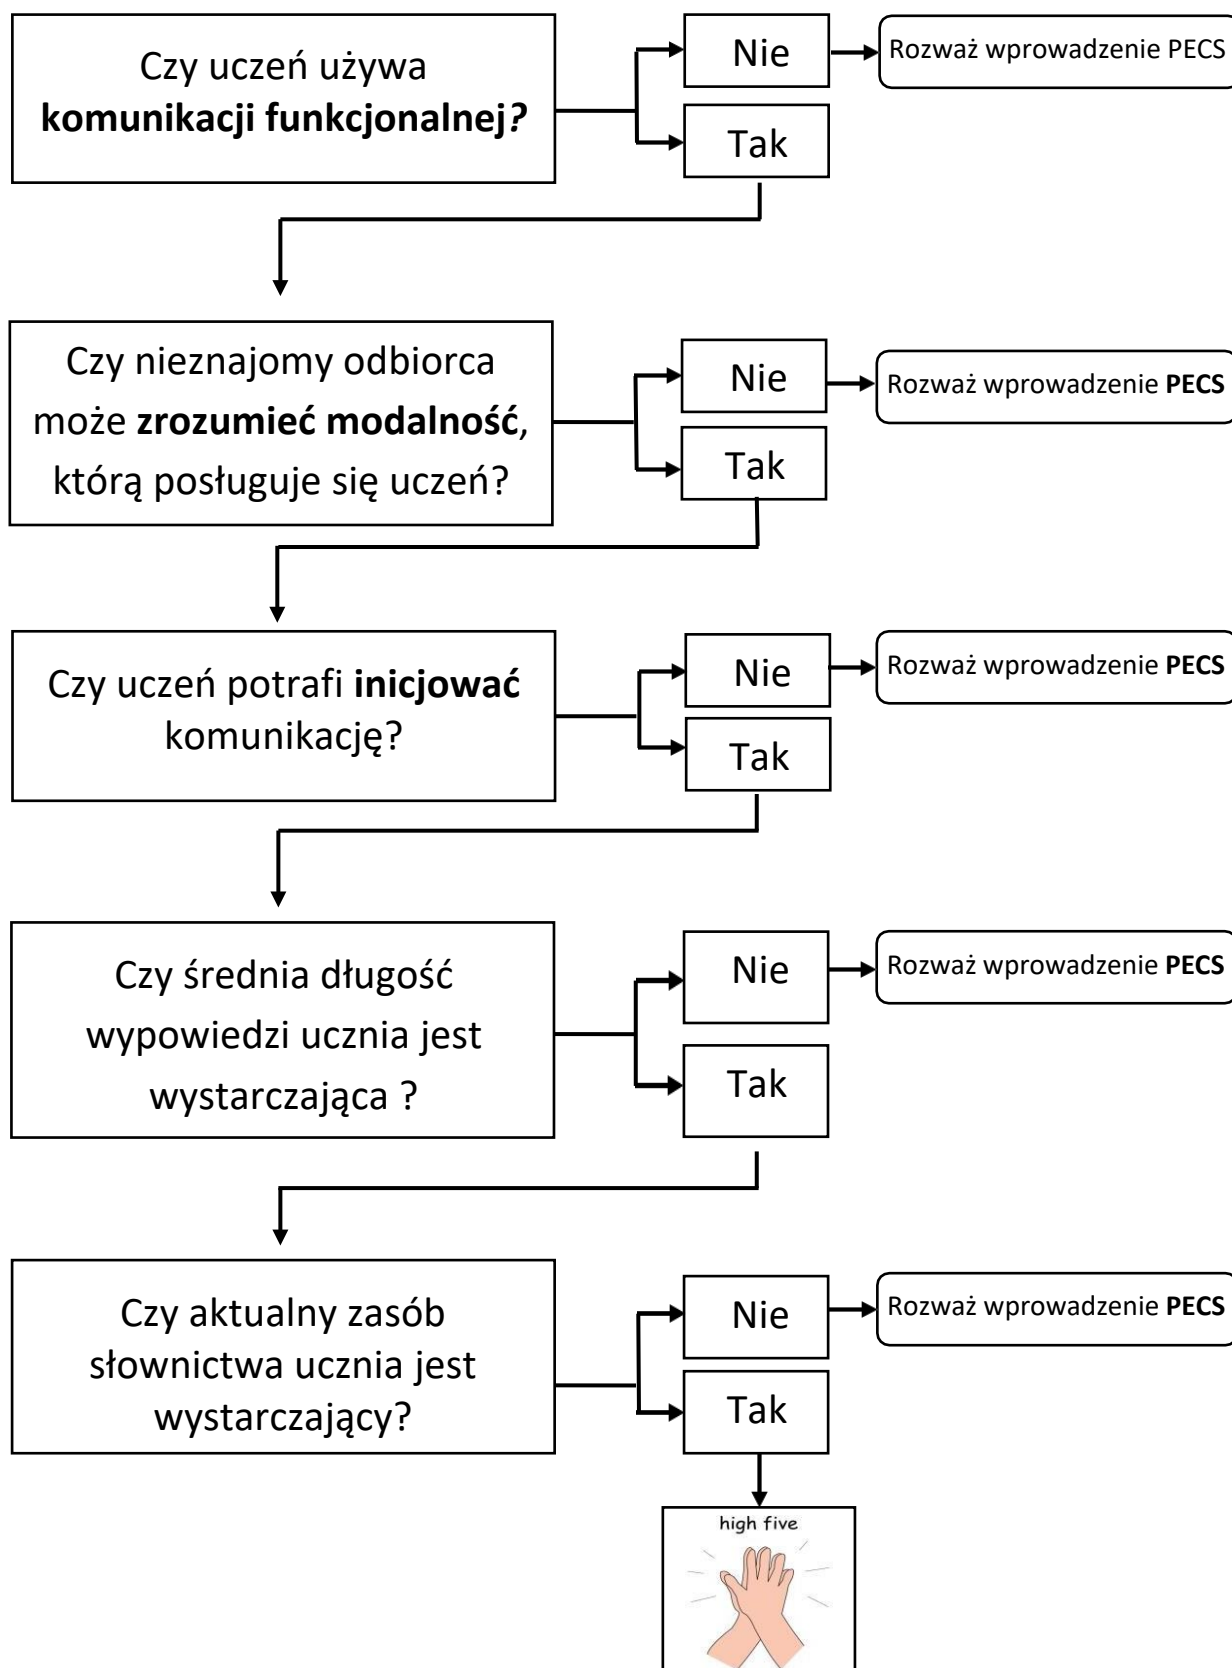 Czy uczeń używa
komunikacji funkcjonalnej?
Nie
Rozważ wprowadzenie PECS
Tak
Czy nieznajomy odbiorca
może zrozumieć modalność,
którą posługuje się uczeń?
Nie
Rozważ wprowadzenie PECS
Tak
Czy uczeń potrafi inicjować
komunikację?
Nie
Rozważ wprowadzenie PECS
Tak
Czy średnia długość
wypowiedzi ucznia jest
wystarczająca ?
Nie
Rozważ wprowadzenie PECS
Tak
Czy aktualny zasób
słownictwa ucznia jest
wystarczający?
Nie
Rozważ wprowadzenie PECS
Tak
high five